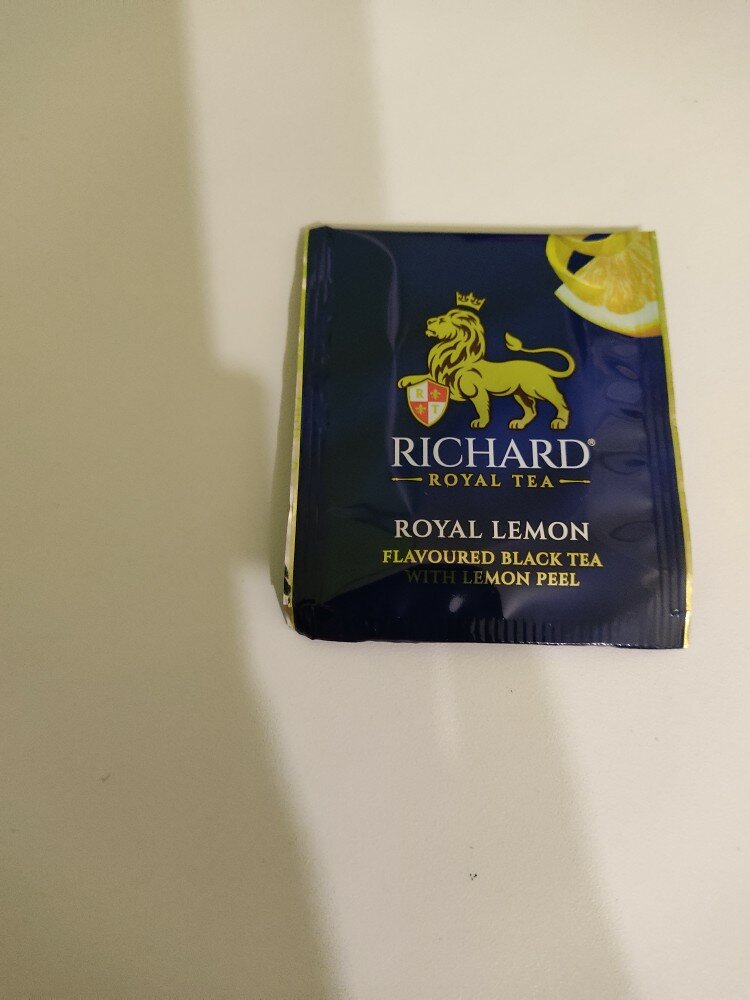 R
T
RICHARD®
ROYAL TEA
ROYAL LEMON
FLAVOURED BLACK TEA
WITH LEMON PEEL